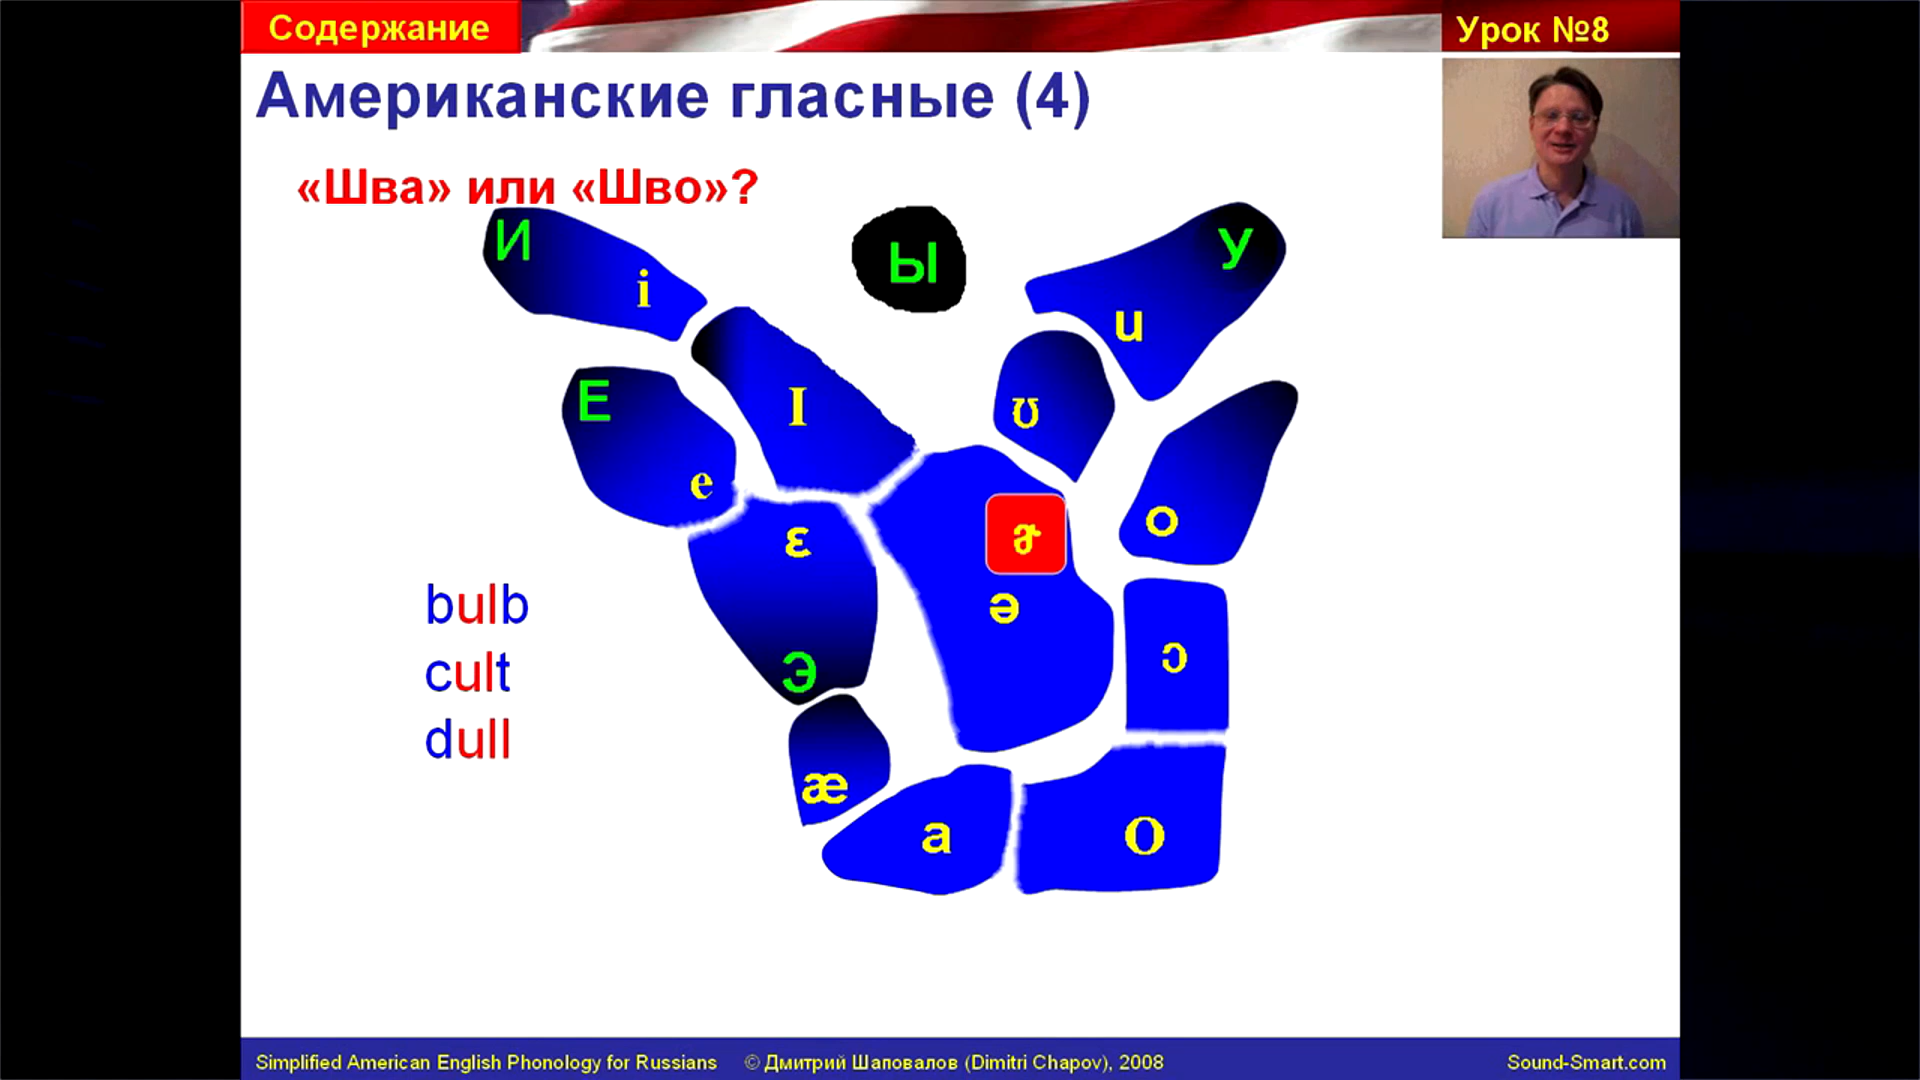 Содержание
Урок №8
Американские гласные (4)
«Шва» или «Шво»?
И
i
Ы
У
u
Е
e
I
ʊ
o
ɚ
ɛ
ə
Э
ɔ
æ
a
O
bulb
cult
dull
Simplified American English Phonology for Russians © Дмитрий Шаповалов (Dimitri Chapov), 2008
Sound-Smart.com